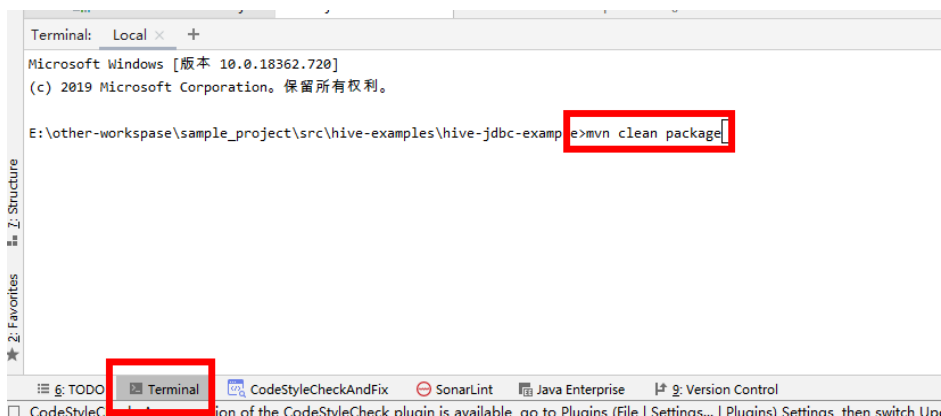 Terminal: Local × +
Microsoft Windows [版本 10.0.18362.720]
(c) 2019 Microsoft Corporation。保留所有权利。
E:\other-workspase\sample_project\src\hive-examples\hive-jdbc-example>mvn clean package
7: Structure
2: Favorites
6: TODO Terminal CodeStyleCheckAndFix SonarLint Java Enterprise 9: Version Control
of the CodeStyleCheck plugin is available, go to Plugins (File | Settings... | Plugins) Settings, then switch